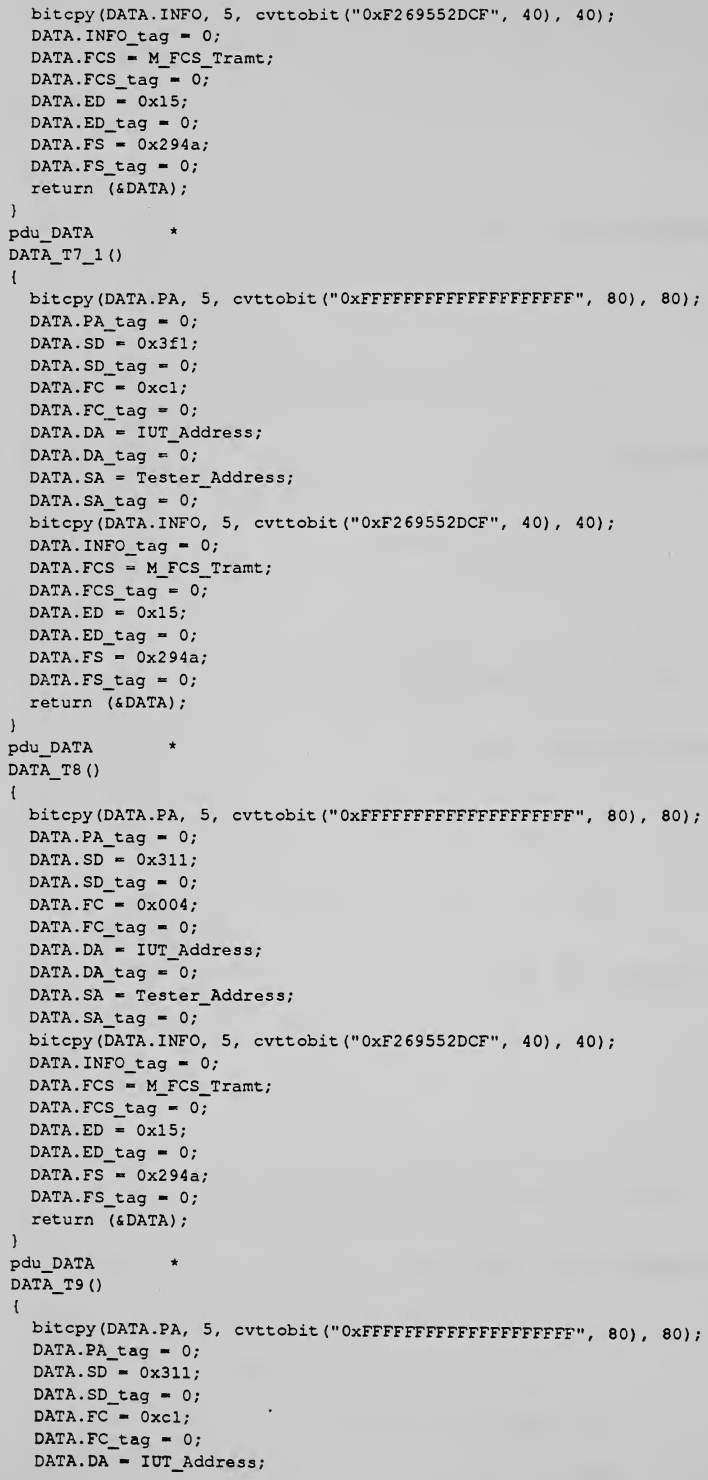 bitcpy(DATA.INFO, 5, cvttobit("0xF269552DCF", 40), 40);
DATA.INFO_tag = 0;
DATA.FCS = M_FCS_Tramt;
DATA.FCS_tag = 0;
DATA.ED = 0x15;
DATA.ED_tag = 0;
DATA.FS = 0x294a;
DATA.FS_tag = 0;
return (&DATA);
}
pdu_DATA *
DATA_T7_1()
{
bitcpy(DATA.PA, 5, cvttobit("0xFFFFFFFFFFFFFFFFFFFF", 80), 80);
DATA.PA_tag = 0;
DATA.SD = 0x3f1;
DATA.SD_tag = 0;
DATA.FC = 0xc1;
DATA.FC_tag = 0;
DATA.DA = IUT_Address;
DATA.DA_tag = 0;
DATA.SA = Tester_Address;
DATA.SA_tag = 0;
bitcpy(DATA.INFO, 5, cvttobit("0xF269552DCF", 40), 40);
DATA.INFO_tag = 0;
DATA.FCS = M_FCS_Tramt;
DATA.FCS_tag = 0;
DATA.ED = 0x15;
DATA.ED_tag = 0;
DATA.FS = 0x294a;
DATA.FS_tag = 0;
return (&DATA);
}
pdu_DATA *
DATA_T8()
{
bitcpy(DATA.PA, 5, cvttobit("0xFFFFFFFFFFFFFFFFFFFF", 80), 80);
DATA.PA_tag = 0;
DATA.SD = 0x311;
DATA.SD_tag = 0;
DATA.FC = 0x004;
DATA.FC_tag = 0;
DATA.DA = IUT_Address;
DATA.DA_tag = 0;
DATA.SA = Tester_Address;
DATA.SA_tag = 0;
bitcpy(DATA.INFO, 5, cvttobit("0xF269552DCF", 40), 40);
DATA.INFO_tag = 0;
DATA.FCS = M_FCS_Tramt;
DATA.FCS_tag = 0;
DATA.ED = 0x15;
DATA.ED_tag = 0;
DATA.FS = 0x294a;
DATA.FS_tag = 0;
return (&DATA);
}
pdu_DATA *
DATA_T9()
{
bitcpy(DATA.PA, 5, cvttobit("0xFFFFFFFFFFFFFFFFFFFF", 80), 80);
DATA.PA_tag = 0;
DATA.SD = 0x311;
DATA.SD_tag = 0;
DATA.FC = 0xc1;
DATA.FC_tag = 0;
DATA.DA = IUT_Address;